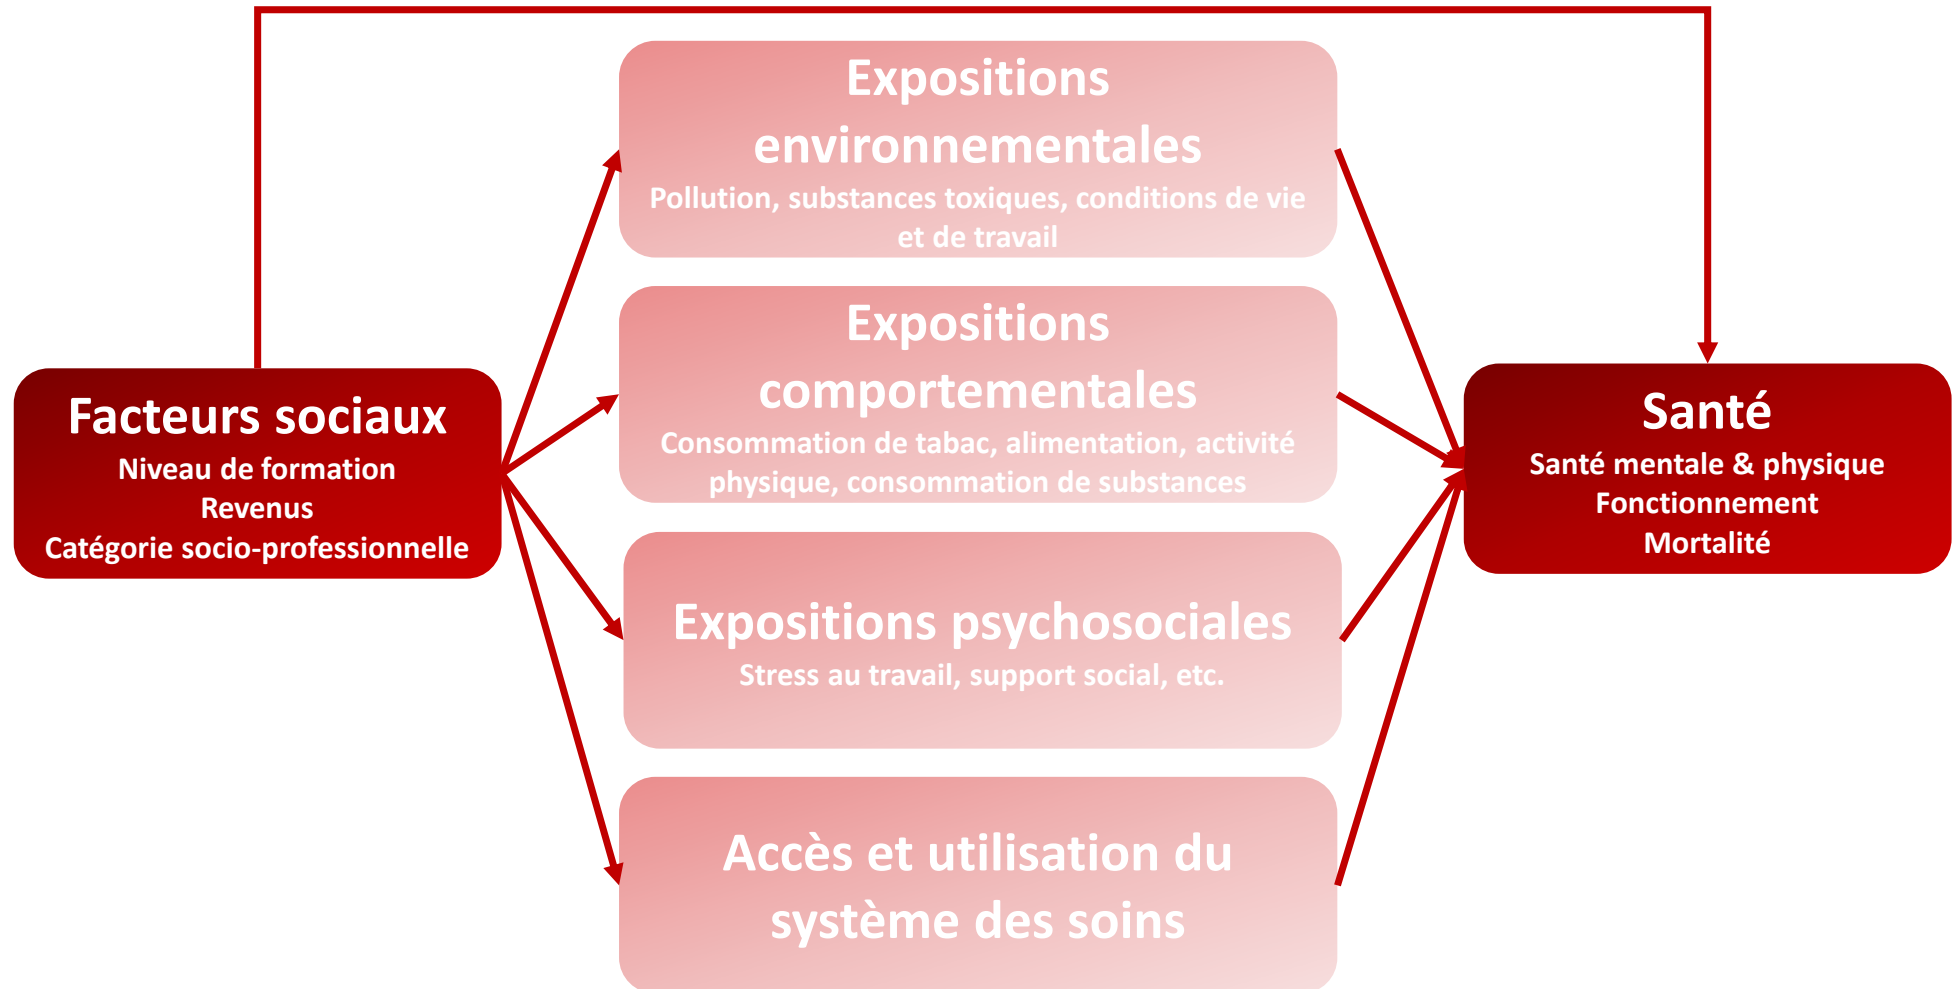 Expositions
environnementales
Pollution, substances toxiques, conditions de vie
et de travail
Expositions
comportementales
Consommation de tabac, alimentation, activité
physique, consommation de substances
Facteurs sociaux
Niveau de formation
Revenus
Catégorie socio-professionnelle
Santé
Santé mentale & physique
Fonctionnement
Mortalité
Expositions psychosociales
Stress au travail, support social, etc.
Accès et utilisation du
système des soins